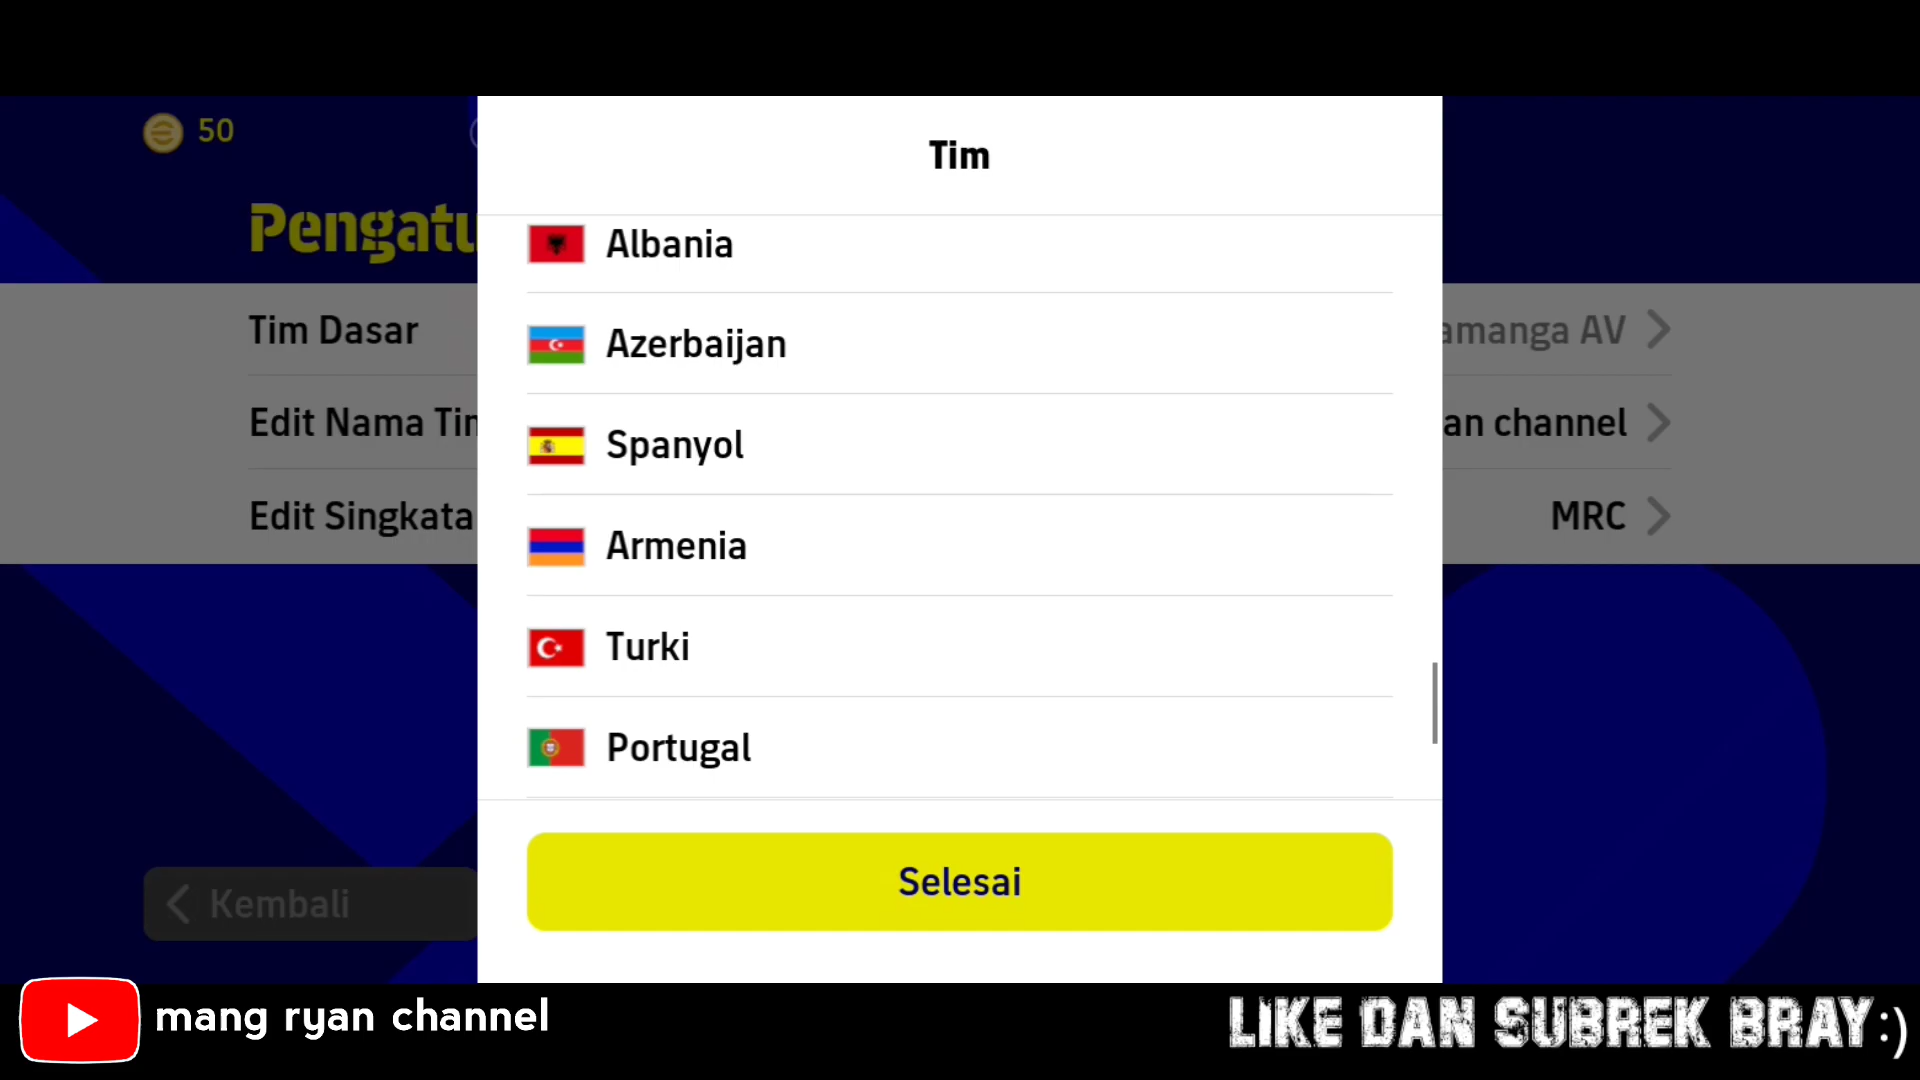 50
Tim
Pengatu
Albania
Azerbaijan
Spanyol
Armenia
Turki
Portugal
Tim Dasar
amanga AV
Edit Nama Tim
an channel
Edit Singkata
MRC
Selesai
Kembali
mang ryan channel
LIKE DAN SUBREK BRAY:)